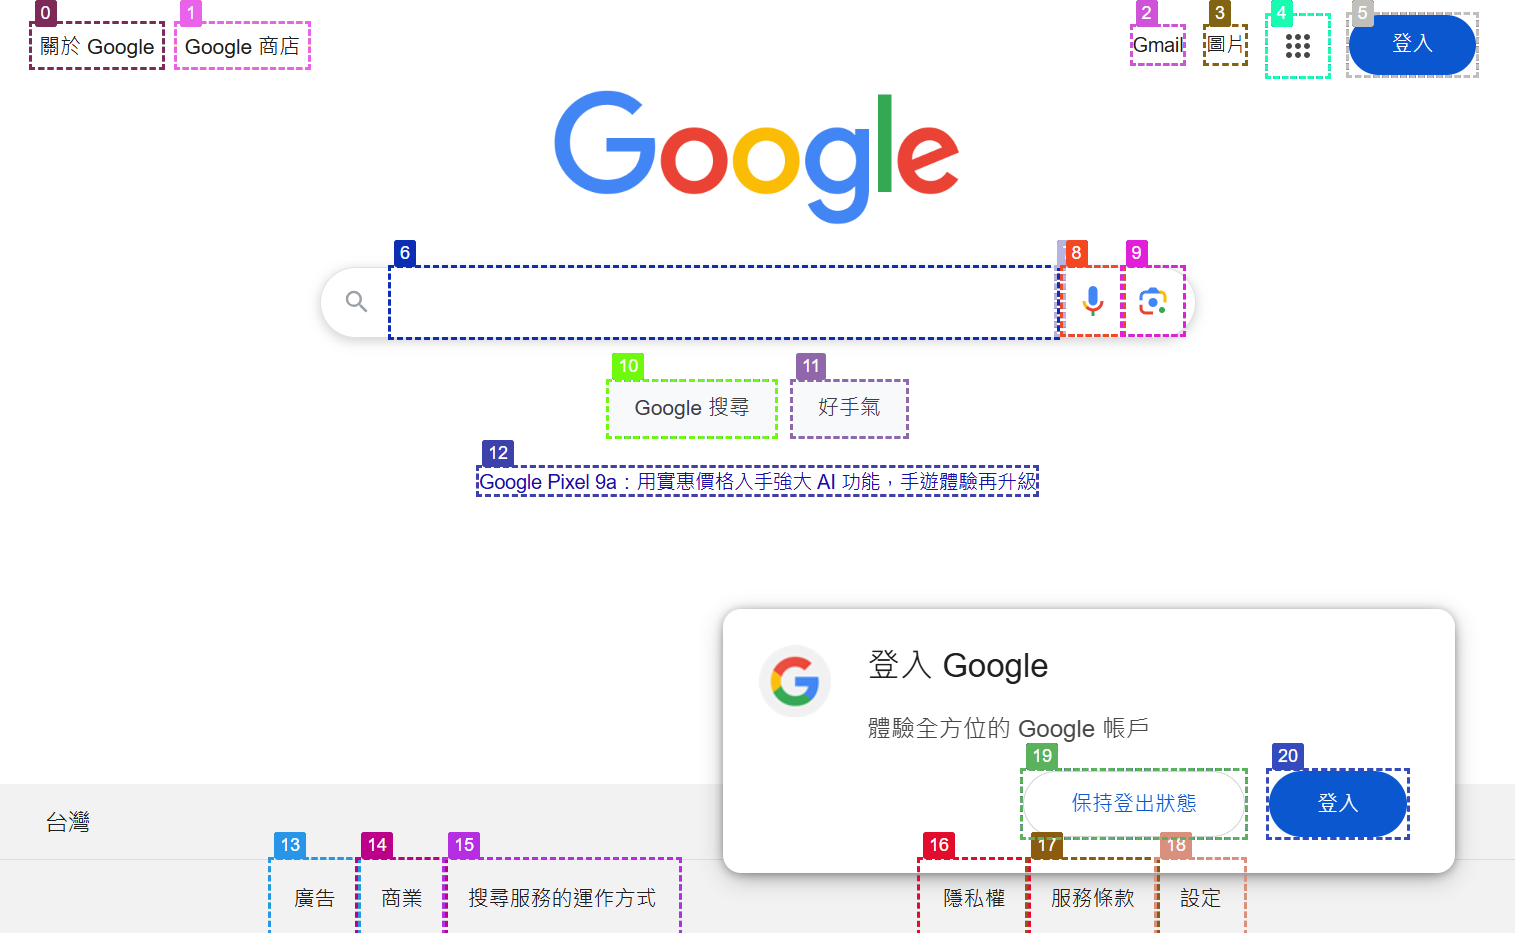 0
1
2
3
4
5
關於 Google
Google 商店
Gmail
圖片
登入
Google
6
8
9
10
11
Google 搜尋
好手氣
12
Google Pixel 9a：用實惠價格入手強大 AI 功能，手遊體驗再升級
登入 Google
體驗全方位的 Google 帳戶
19
20
保持登出狀態
登入
台灣
13
14
15
16
17
18
廣告
商業
搜尋服務的運作方式
隱私權
服務條款
設定